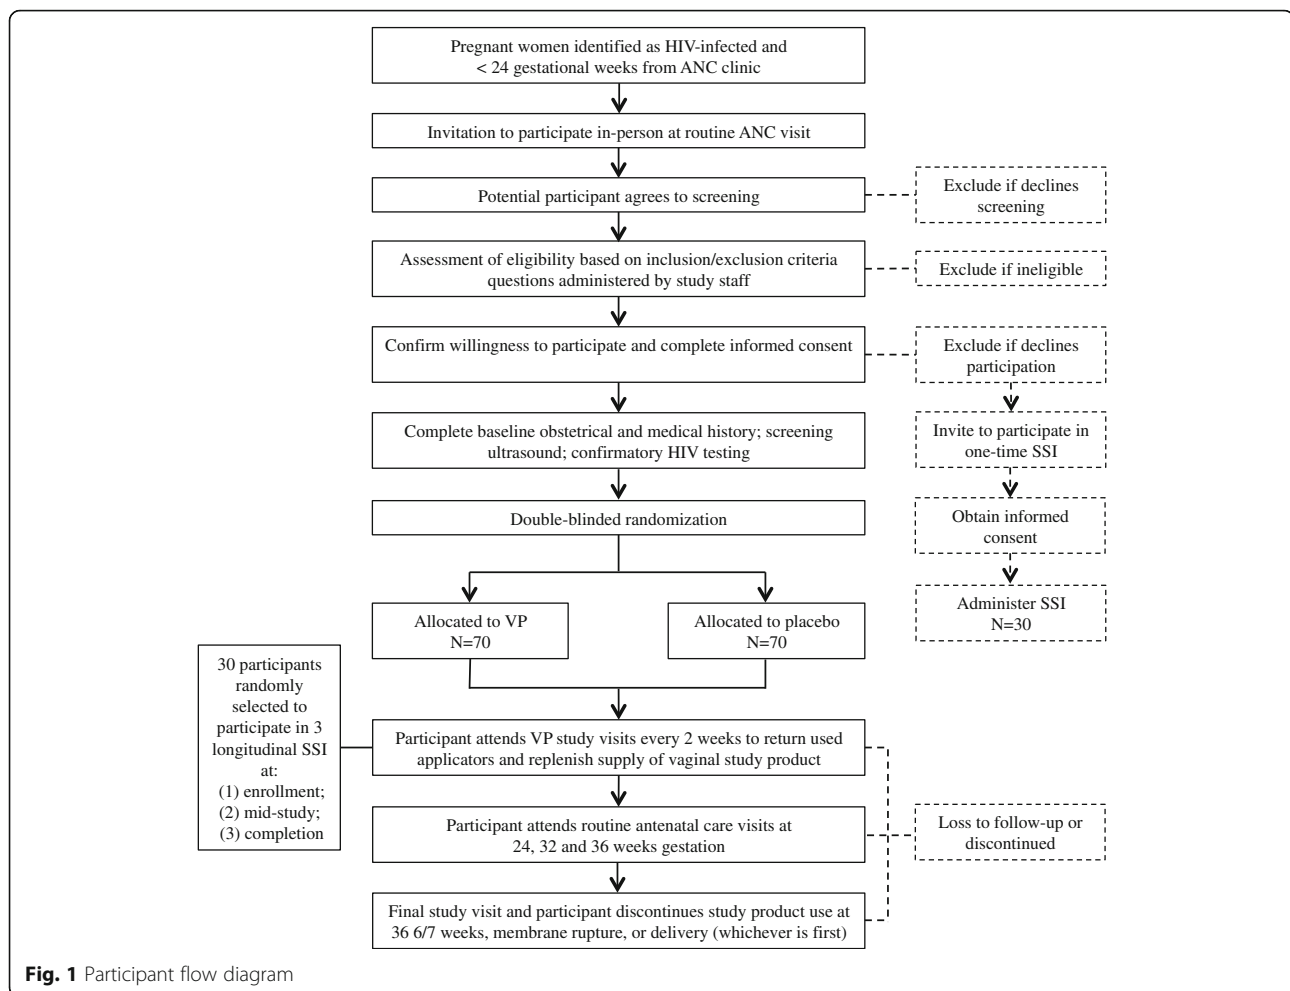 Pregnant women identified as HIV-infected and
< 24 gestational weeks from ANC clinic
Invitation to participate in-person at routine ANC visit
Potential participant agrees to screening
Exclude if declines
screening
Assessment of eligibility based on inclusion/exclusion criteria
questions administered by study staff
Exclude if ineligible
Confirm willingness to participate and complete informed consent
Exclude if declines
participation
Complete baseline obstetrical and medical history; screening
ultrasound; confirmatory HIV testing
Invite to participate in
one-time SSI
Double-blinded randomization
Obtain informed
consent
Allocated to VP
N=70
Allocated to placebo
N=70
Administer SSI
N=30
30 participants
randomly
selected to
participate in 3
longitudinal SSI
at:
(1) enrollment;
(2) mid-study;
(3) completion
Participant attends VP study visits every 2 weeks to return used
applicators and replenish supply of vaginal study product
Participant attends routine antenatal care visits at
24, 32 and 36 weeks gestation
Loss to follow-up or
discontinued
Final study visit and participant discontinues study product use at
36 6/7 weeks, membrane rupture, or delivery (whichever is first)
Fig. 1 Participant flow diagram